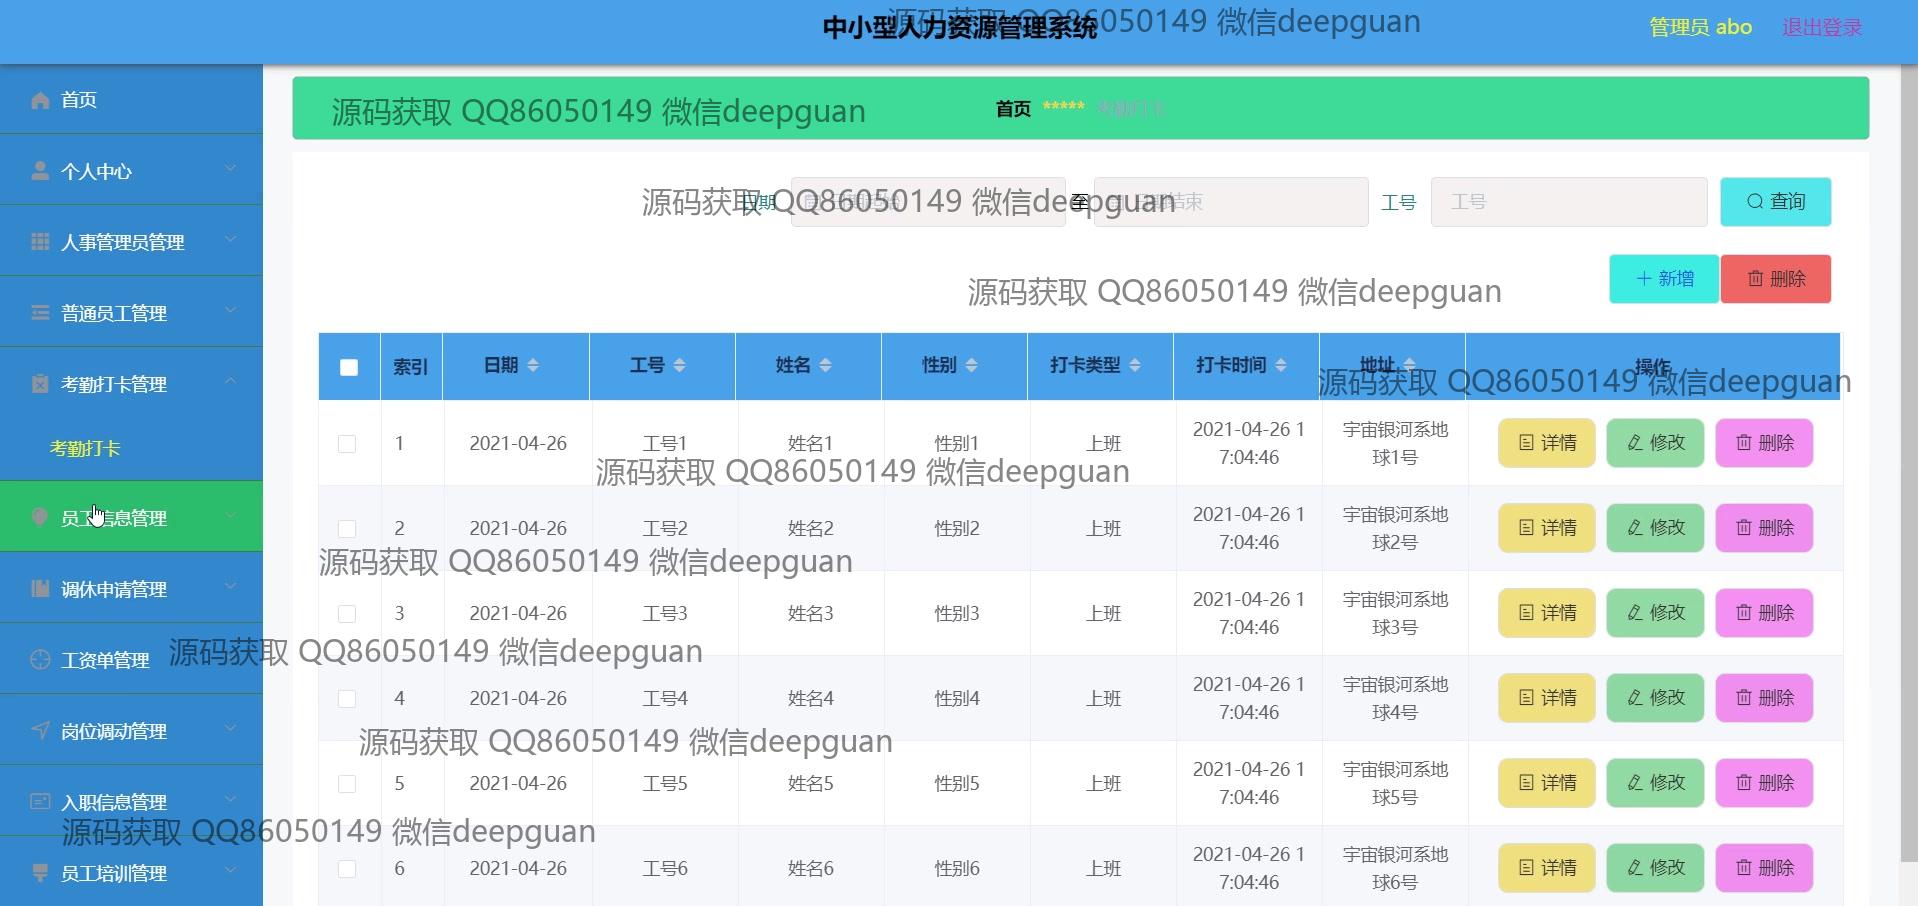 中小型人力资源管理系统
源码获取 QQ86050149 微信deepguan
管理员 abo
退出登录
首页
个人中心
人事管理员管理
普通员工管理
考勤打卡管理
考勤打卡
员工信息管理
调休申请管理
工资单管理
岗位调动管理
入职信息管理
员工培训管理
源码获取 QQ86050149 微信deepguan
首页 ***** 考勤打卡
日期
日期起始
至
日期结束
工号
工号
查询
源码获取 QQ86050149 微信deepguan
新增
删除
源码获取 QQ86050149 微信deepguan
索引 日期 工号 姓名 性别 打卡类型 打卡时间 地址 操作
源码获取 QQ86050149 微信deepguan
1 2021-04-26 工号1 姓名1 性别1 上班 2021-04-26 1 宇宙银河系地 详情 修改 删除
7:04:46 球1号
源码获取 QQ86050149 微信deepguan
2 2021-04-26 工号2 姓名2 性别2 上班 2021-04-26 1 宇宙银河系地 详情 修改 删除
7:04:46 球2号
源码获取 QQ86050149 微信deepguan
3 2021-04-26 工号3 姓名3 性别3 上班 2021-04-26 1 宇宙银河系地 详情 修改 删除
7:04:46 球3号
源码获取 QQ86050149 微信deepguan
4 2021-04-26 工号4 姓名4 性别4 上班 2021-04-26 1 宇宙银河系地 详情 修改 删除
7:04:46 球4号
源码获取 QQ86050149 微信deepguan
5 2021-04-26 工号5 姓名5 性别5 上班 2021-04-26 1 宇宙银河系地 详情 修改 删除
7:04:46 球5号
源码获取 QQ86050149 微信deepguan
6 2021-04-26 工号6 姓名6 性别6 上班 2021-04-26 1 宇宙银河系地 详情 修改 删除
7:04:46 球6号